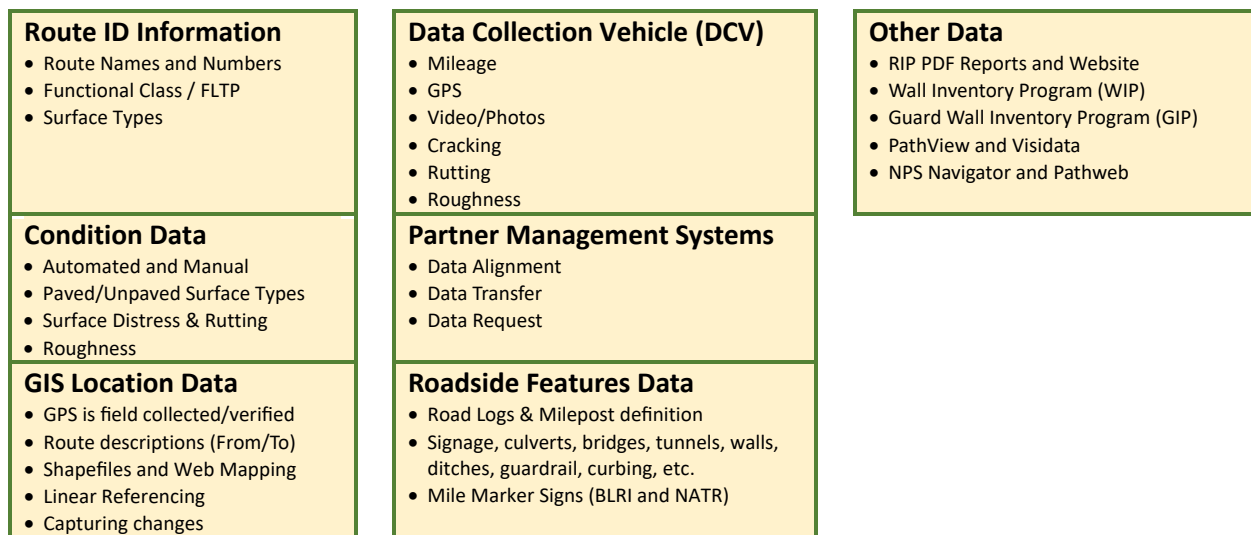 Route ID Information
• Route Names and Numbers
• Functional Class / FLTP
• Surface Types
Condition Data
• Automated and Manual
• Paved/Unpaved Surface Types
• Surface Distress & Rutting
• Roughness
GIS Location Data
• GPS is field collected/verified
• Route descriptions (From/To)
• Shapefiles and Web Mapping
• Linear Referencing
• Capturing changes
Data Collection Vehicle (DCV)
• Mileage
• GPS
• Video/Photos
• Cracking
• Rutting
• Roughness
Partner Management Systems
• Data Alignment
• Data Transfer
• Data Request
Roadside Features Data
• Road Logs & Milepost definition
• Signage, culverts, bridges, tunnels, walls,
ditches, guardrail, curbing, etc.
• Mile Marker Signs (BLRI and NATR)
Other Data
• RIP PDF Reports and Website
• Wall Inventory Program (WIP)
• Guard Wall Inventory Program (GIP)
• PathView and Visidata
• NPS Navigator and Pathweb